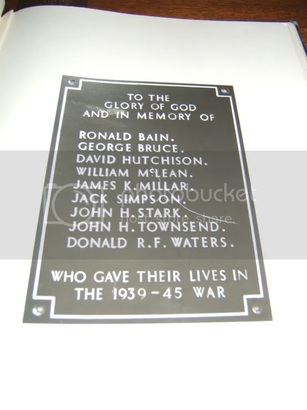 TO THE
GLORY OF GOD
AND IN MEMORY OF
RONALD BAIN.
GEORGE BRUCE.
DAVID HUTCHISON.
WILLIAM McLEAN.
JAMES K. MILLAR.
JACK SIMPSON.
JOHN H. STARK.
JOHN H. TOWNSEND.
DONALD R.F. WATERS.
WHO GAVE THEIR LIVES IN
THE 1939-45 WAR
photobucket